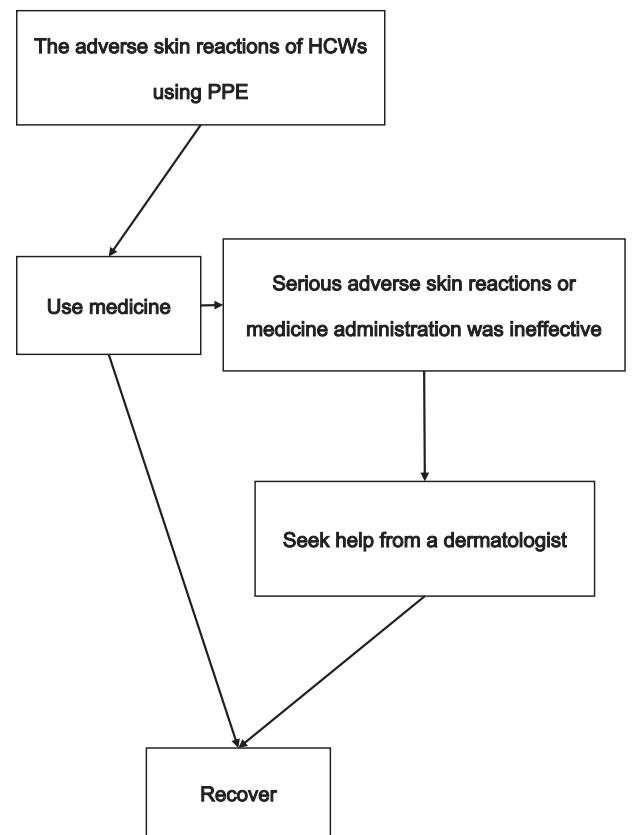 The adverse skin reactions of HCWs
using PPE
Use medicine
Serious adverse skin reactions or
medicine administration was ineffective
Seek help from a dermatologist
Recover